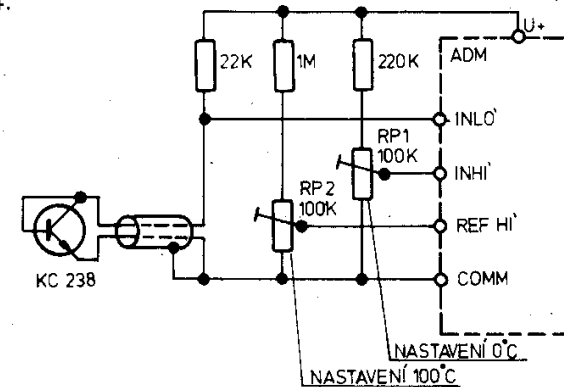 U+
ADM
22K
1M
220K
INLO'
RP1
100K
INHI'
RP2
100K
REF HI'
KC 238
COMM
NASTAVENÍ 0°C
NASTAVENÍ 100°C